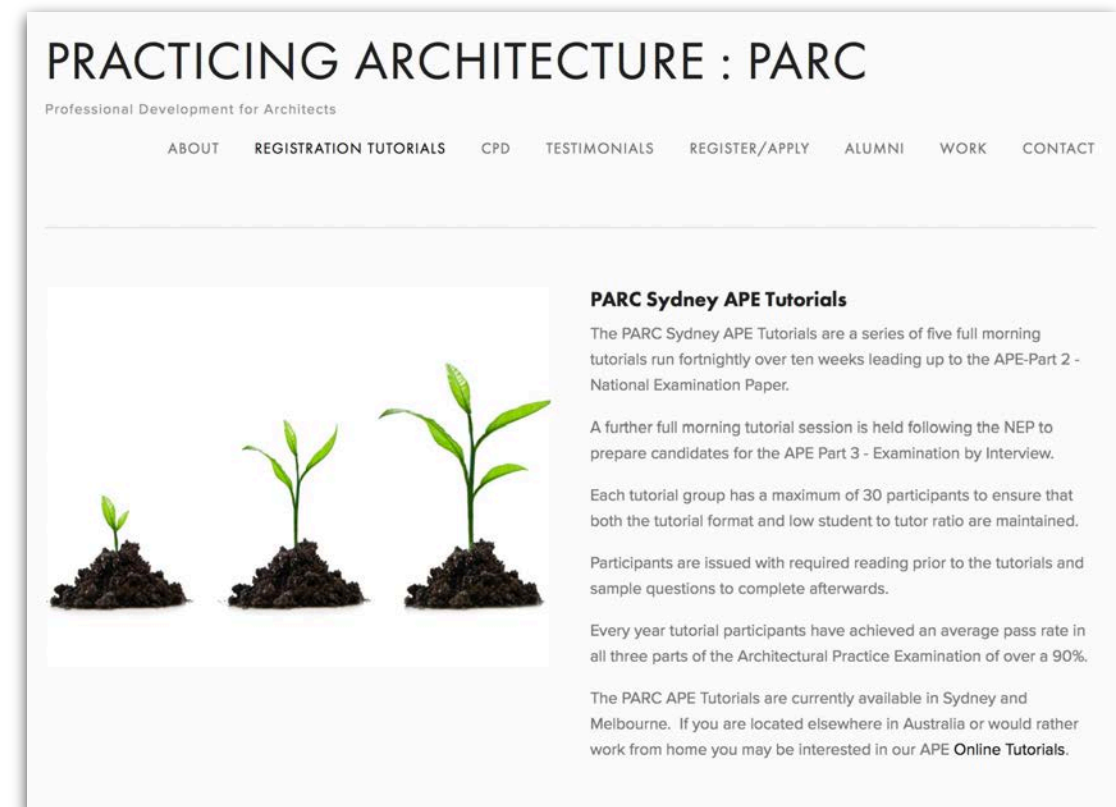 PRACTICING ARCHITECTURE : PARC
Professional Development for Architects
ABOUT REGISTRATION TUTORIALS CPD TESTIMONIALS REGISTER/APPLY ALUMNI WORK CONTACT
PARC Sydney APE Tutorials
The PARC Sydney APE Tutorials are a series of five full morning
tutorials run fortnightly over ten weeks leading up to the APE-Part 2 -
National Examination Paper.
A further full morning tutorial session is held following the NEP to
prepare candidates for the APE Part 3 - Examination by Interview.
Each tutorial group has a maximum of 30 participants to ensure that
both the tutorial format and low student to tutor ratio are maintained.
Participants are issued with required reading prior to the tutorials and
sample questions to complete afterwards.
Every year tutorial participants have achieved an average pass rate in
all three parts of the Architectural Practice Examination of over a 90%.
The PARC APE Tutorials are currently available in Sydney and
Melbourne. If you are located elsewhere in Australia or would rather
work from home you may be interested in our APE Online Tutorials.